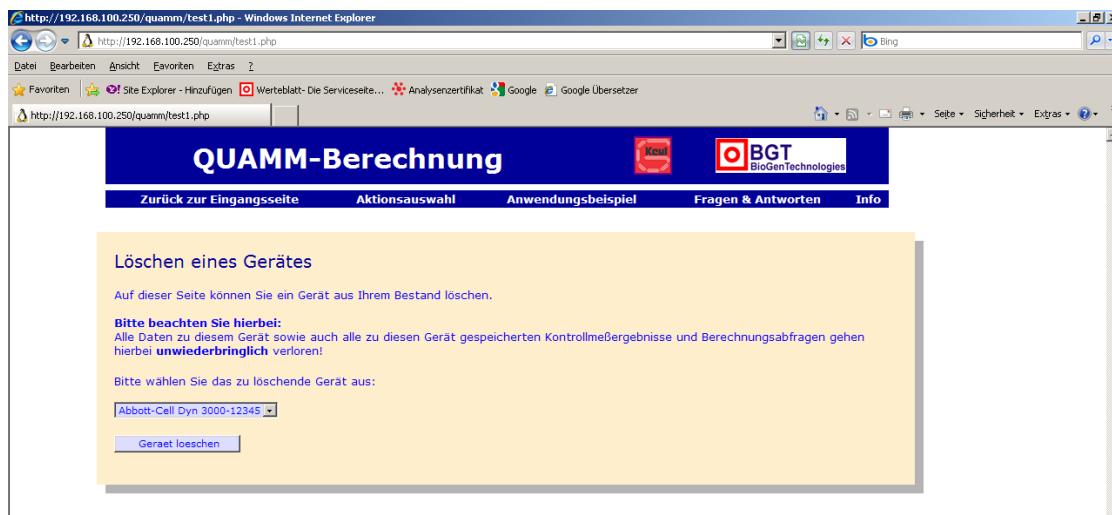 http://192.168.100.250/quamm/test1.php - Windows Internet Explorer
http://192.168.100.250/quamm/test1.php
Bing
Datei Bearbeiten Ansicht Favoriten Extras ?
Favoriten Site Explorer - Hinzufügen Werteblatt- Die Serviceseite... Analysenzertifikat Google Google Übersetzer
http://192.168.100.250/quamm/test1.php
Seite Sicherheit Extras
QUAMM-Berechnung
Keul
BGT
BioGenTechnologies
Zurück zur Eingangsseite Aktionsauswahl Anwendungsbeispiel Fragen & Antworten Info
Löschen eines Gerätes
Auf dieser Seite können Sie ein Gerät aus Ihrem Bestand löschen.
Bitte beachten Sie hierbei:
Alle Daten zu diesem Gerät sowie auch alle zu diesen Gerät gespeicherten Kontrollmeßergebnisse und Berechnungsabfragen gehen
hierbei unwiederbringlich verloren!
Bitte wählen Sie das zu löschende Gerät aus:
Abbott-Cell Dyn 3000-12345
Geraet loeschen